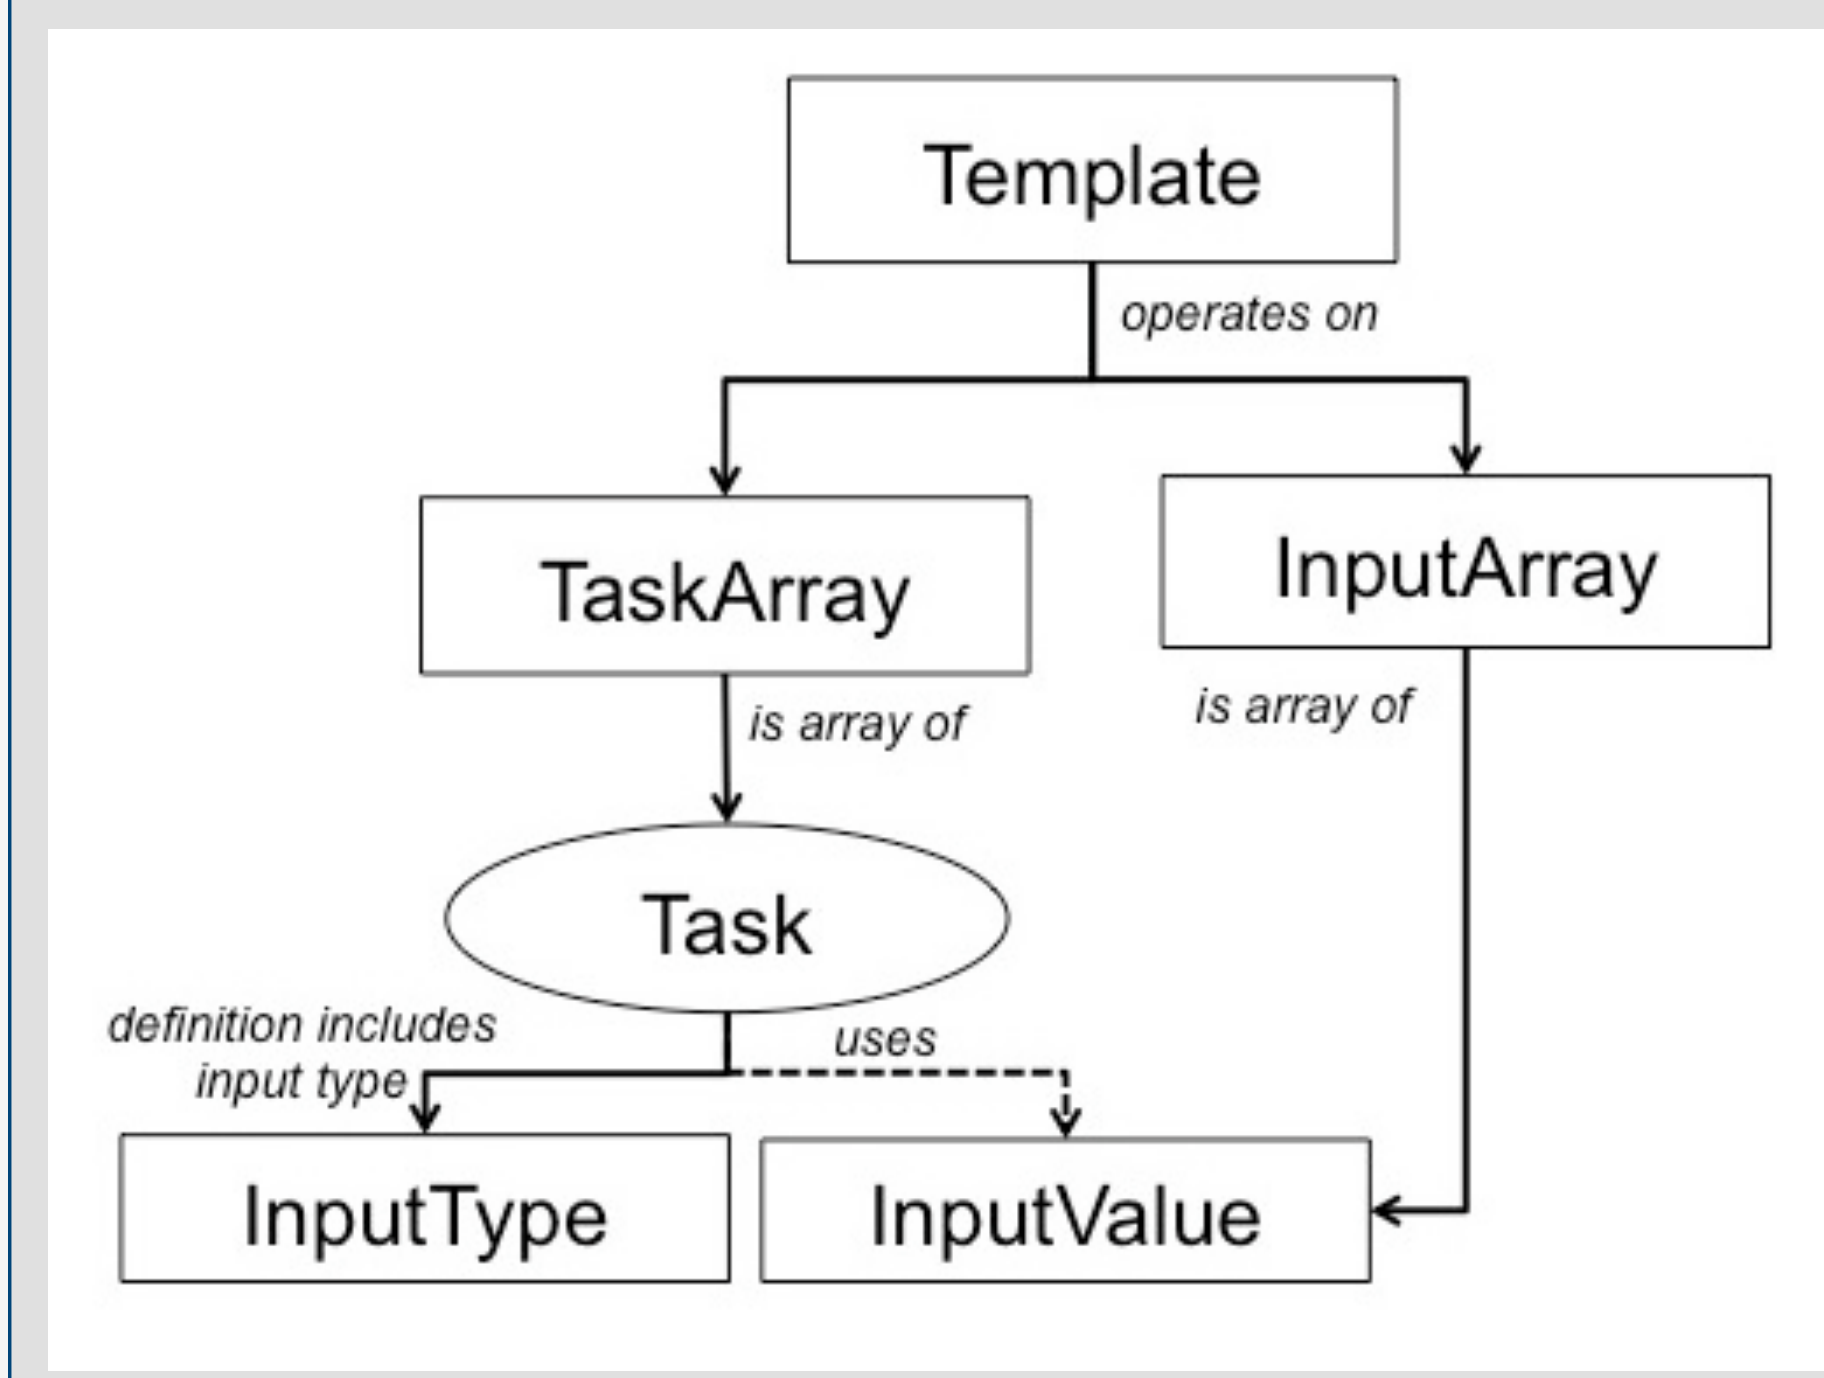 Template
operates on
TaskArray
InputArray
is array of
is array of
Task
definition includes
input type
uses
InputType
InputValue